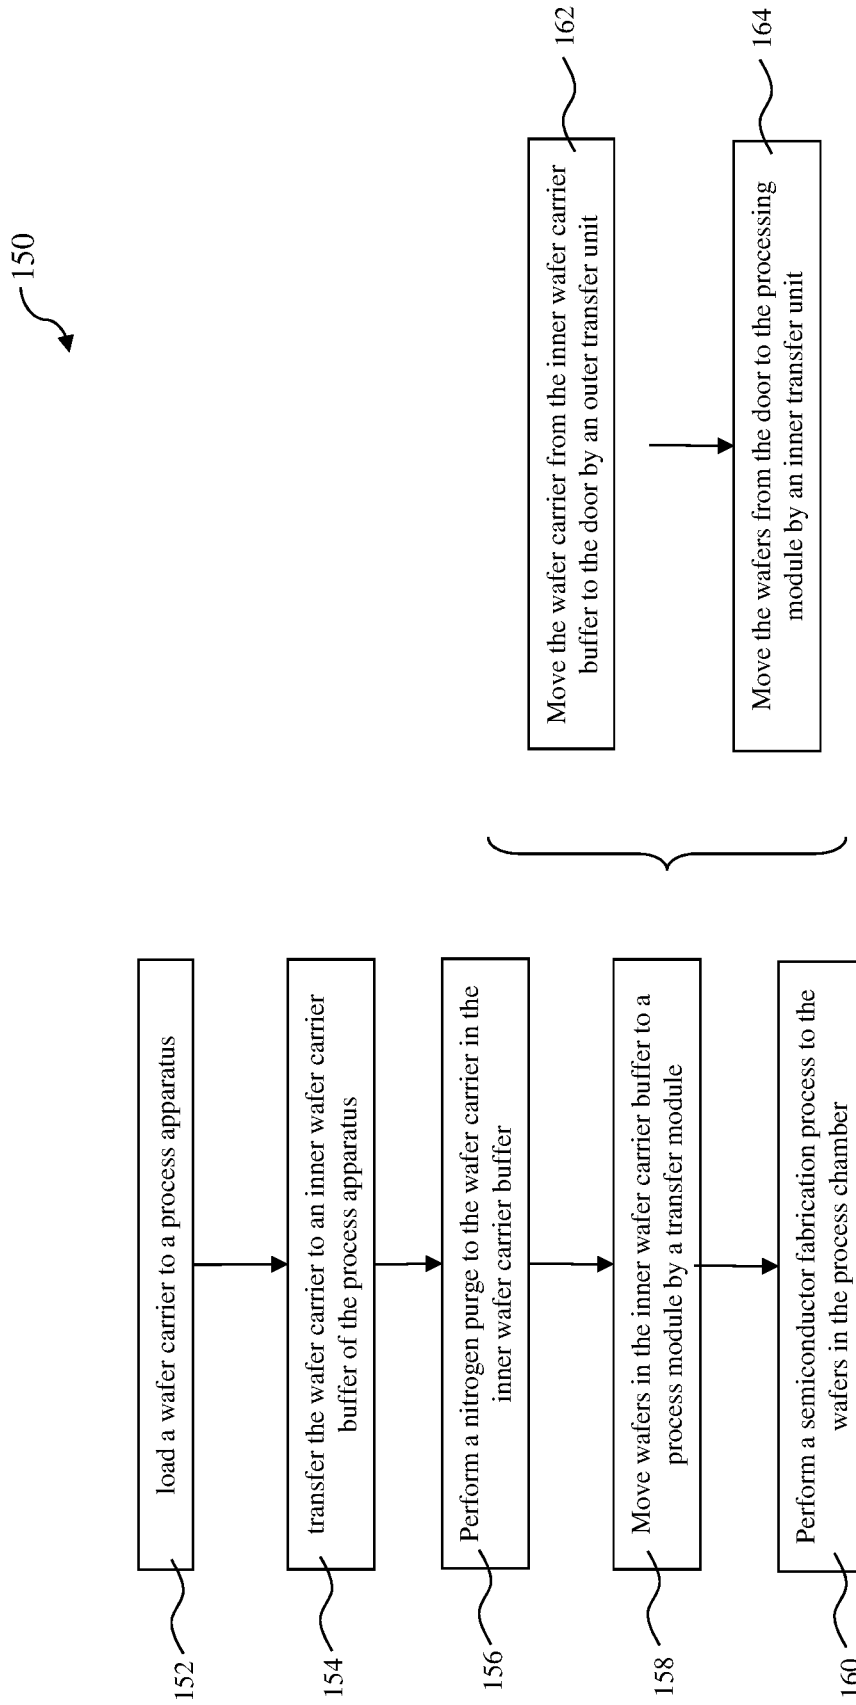 150
152
load a wafer carrier to a process apparatus
154
transfer the wafer carrier to an inner wafer carrier
buffer of the process apparatus
156
Perform a nitrogen purge to the wafer carrier in the
inner wafer carrier buffer
158
Move wafers in the inner wafer carrier buffer to a
process module by a transfer module
160
Perform a semiconductor fabrication process to the
wafers in the process chamber
162
Move the wafer carrier from the inner wafer carrier
buffer to the door by an outer transfer unit
164
Move the wafers from the door to the processing
module by an inner transfer unit